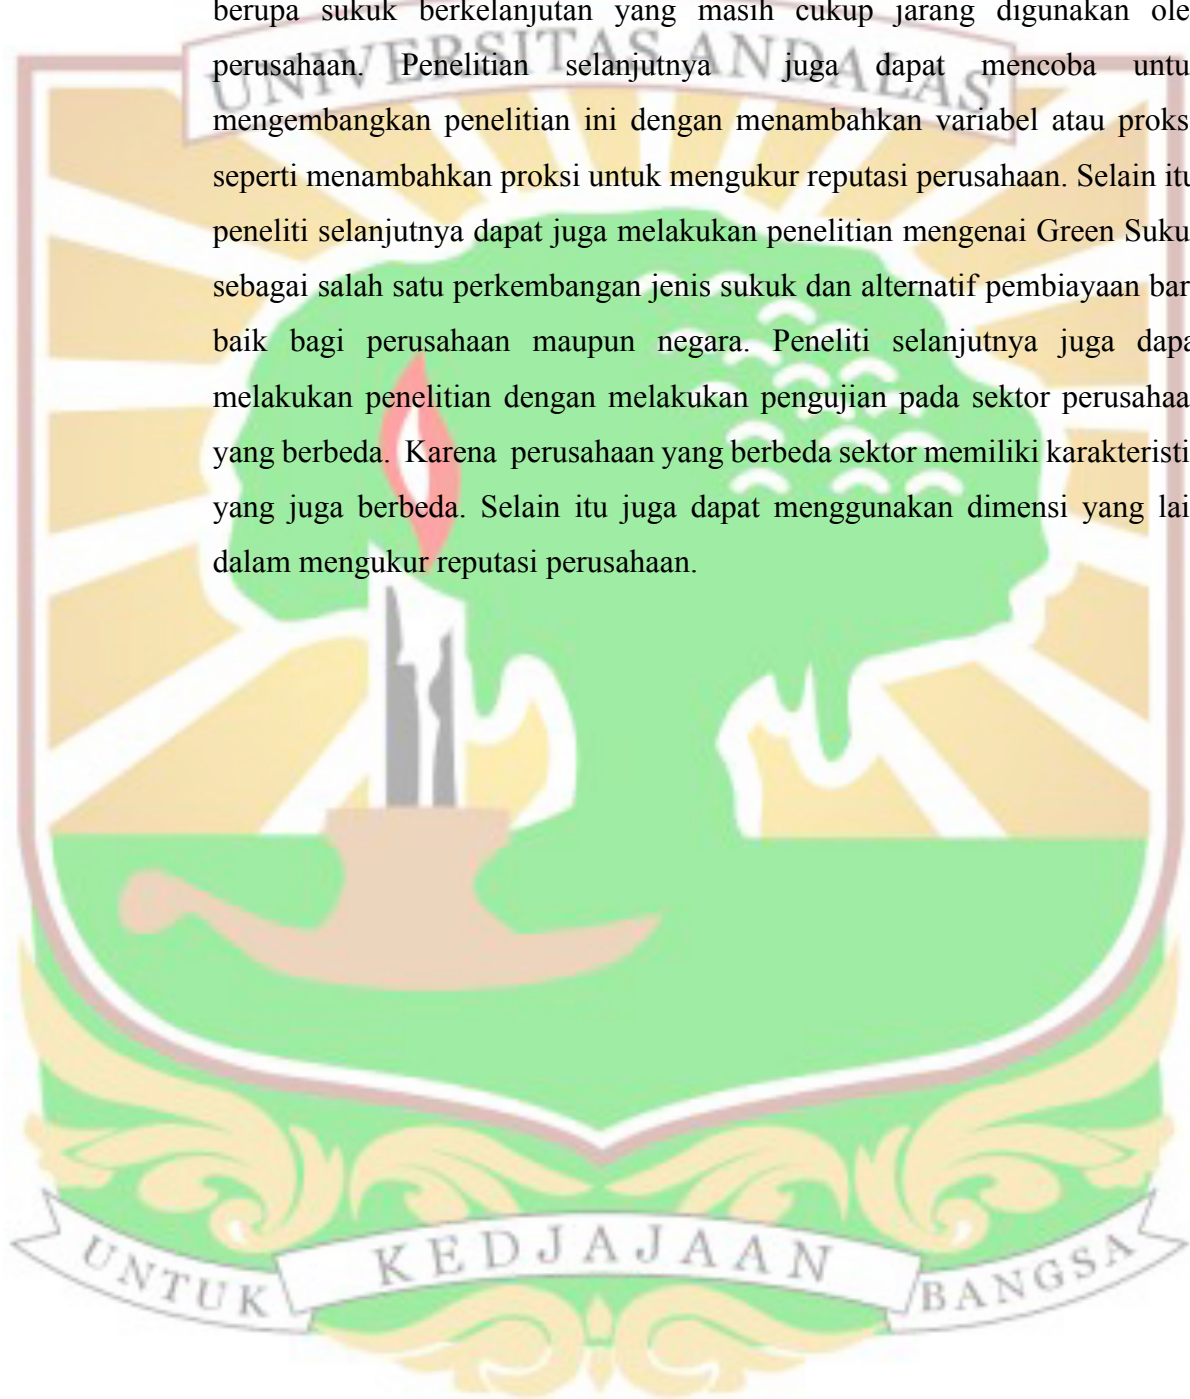 berupa sukuk berkelanjutan yang masih cukup jarang digunakan ole
UNIVERSITAS ANDALAS
perusahaan. Penelitian selanjutnya juga dapat mencoba untu
mengembangkan penelitian ini dengan menambahkan variabel atau proks
seperti menambahkan proksi untuk mengukur reputasi perusahaan. Selain itu
peneliti selanjutnya dapat juga melakukan penelitian mengenai Green Suku
sebagai salah satu perkembangan jenis sukuk dan alternatif pembiayaan bar
baik bagi perusahaan maupun negara. Peneliti selanjutnya juga dapa
melakukan penelitian dengan melakukan pengujian pada sektor perusahaa
yang berbeda. Karena perusahaan yang berbeda sektor memiliki karakteristi
yang juga berbeda. Selain itu juga dapat menggunakan dimensi yang lai
dalam mengukur reputasi perusahaan.
UNTUK KEDJAJAAN BANGSA